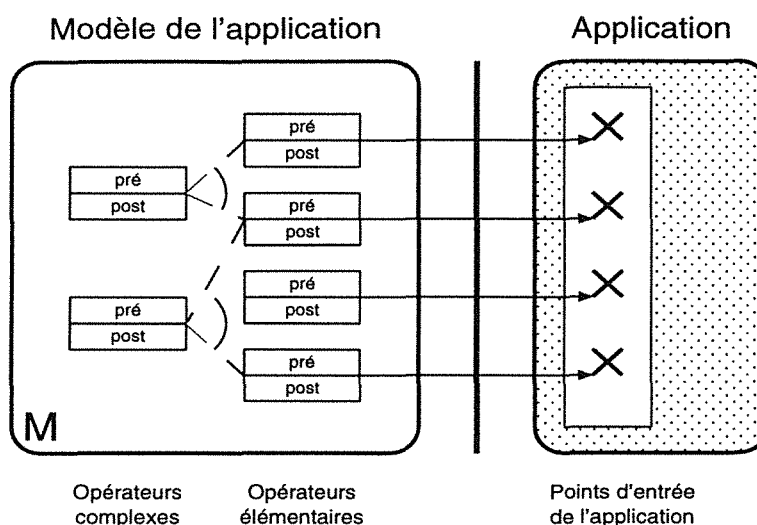 Modèle de l'application
Application
pré
post
pré
post
pré
post
pré
post
pré
post
pré
post
M
Opérateurs
complexes
Opérateurs
élémentaires
Points d'entrée
de l'application